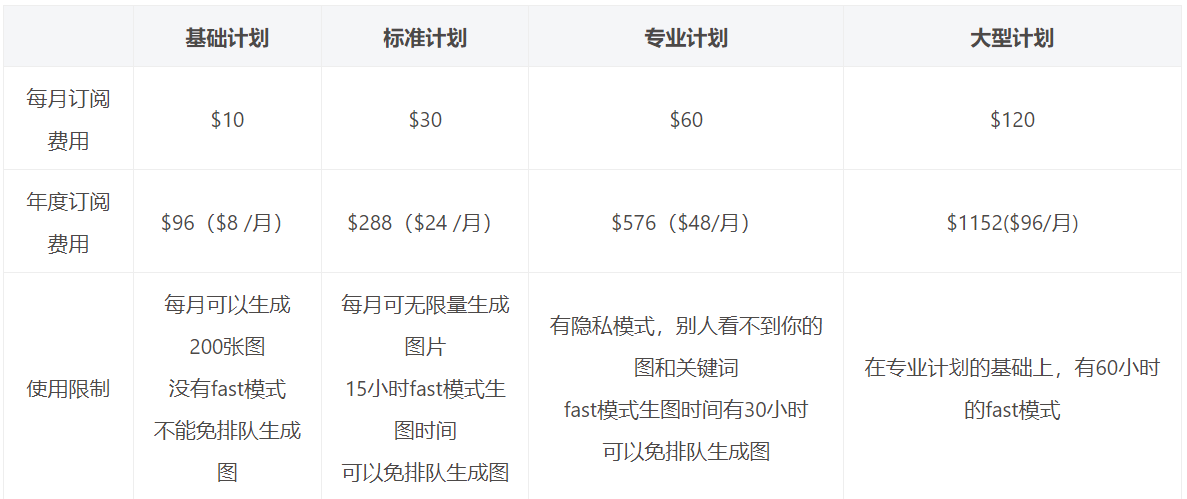 基础计划 标准计划 专业计划 大型计划
每月订阅
费用
$10 $30 $60 $120
年度订阅
费用
$96（$8 /月） $288（$24 /月） $576（$48/月） $1152($96/月)
使用限制
每月可以生成
200张图
没有fast模式
不能免排队生成
图
每月可无限量生成
图片
15小时fast模式生
图时间
可以免排队生成图
有隐私模式，别人看不到你的
图和关键词
fast模式生图时间有30小时
可以免排队生成图
在专业计划的基础上，有60小时
的fast模式